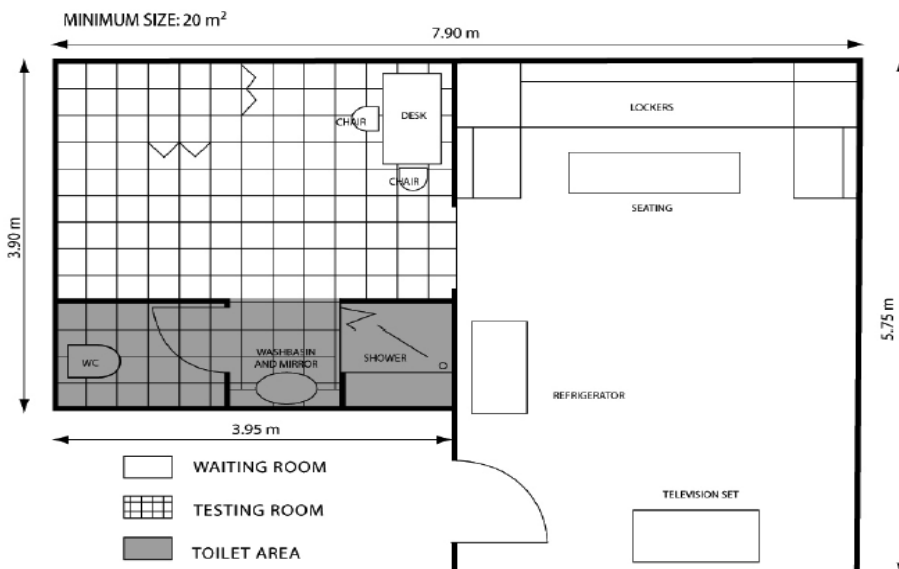 MINIMUM SIZE: 20 m²
7.90 m
LOCKERS
CHAIR
DESK
CHAIR
SEATING
3.90 m
5.75 m
WC
WASHBASIN
AND MIRROR
SHOWER
REFRIGERATOR
3.95 m
WAITING ROOM
TESTING ROOM
TOILET AREA
TELEVISION SET